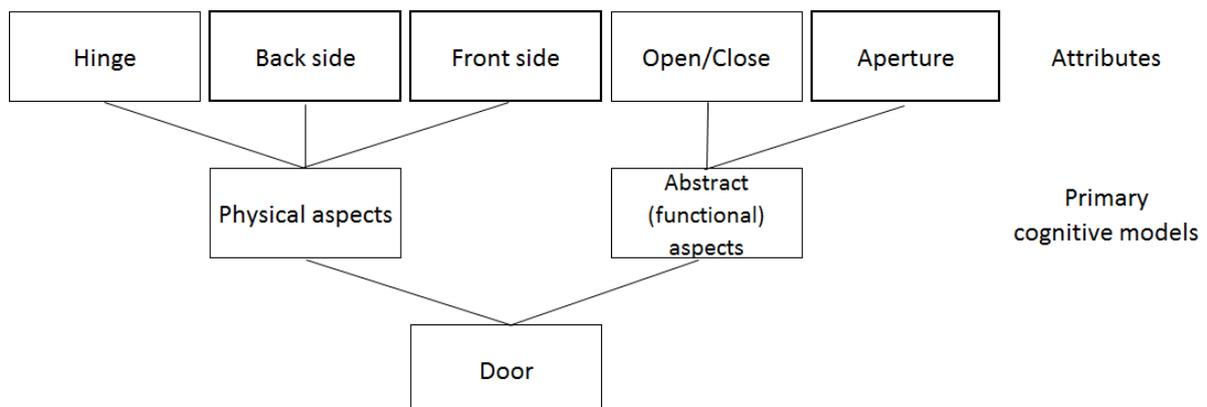 Hinge
Back side
Front side
Open/Close
Aperture
Attributes
Physical aspects
Abstract
(functional)
aspects
Primary
cognitive models
Door